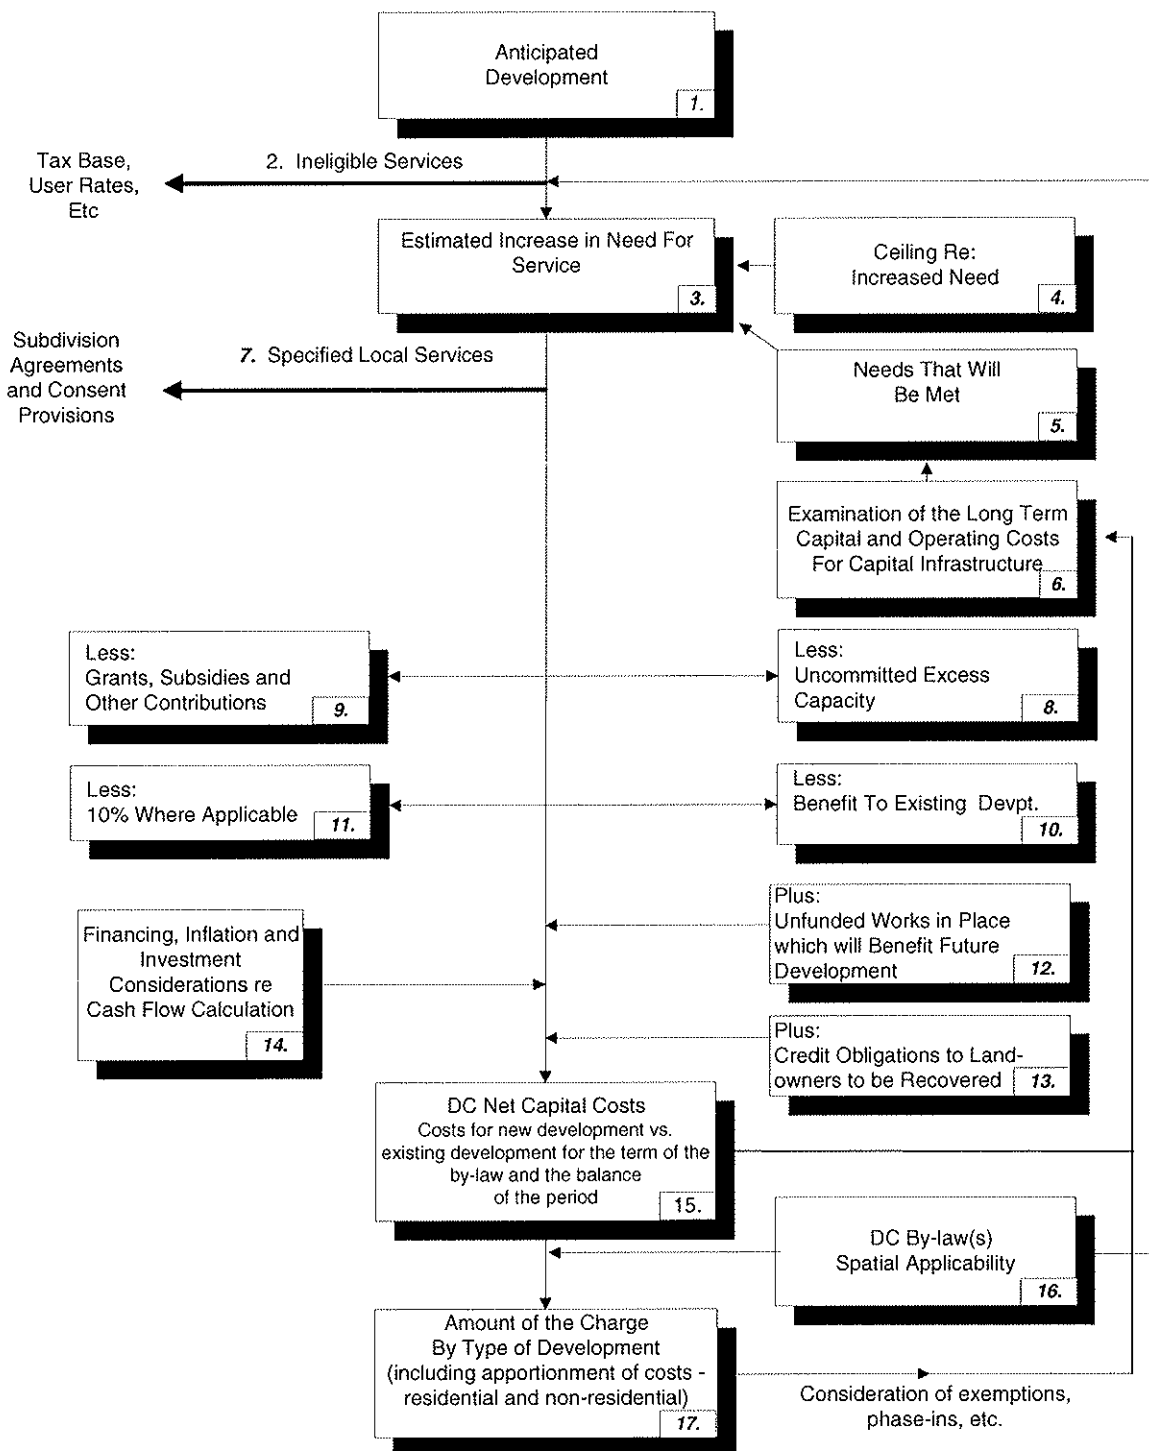 Anticipated
Development
1.
Tax Base,
User Rates,
Etc
2. Ineligible Services
Estimated Increase in Need For
Service
3.
Ceiling Re:
Increased Need
4.
Subdivision
Agreements
and Consent
Provisions
7. Specified Local Services
Needs That Will
Be Met
5.
Examination of the Long Term
Capital and Operating Costs
For Capital Infrastructure
6.
Less:
Grants, Subsidies and
Other Contributions
9.
Less:
Uncommitted Excess
Capacity
8.
Less:
10% Where Applicable
11.
Less:
Benefit To Existing Devpt.
10.
Financing, Inflation and
Investment
Considerations re
Cash Flow Calculation
14.
Plus:
Unfunded Works in Place
which will Benefit Future
Development
12.
Plus:
Credit Obligations to Land-
owners to be Recovered
13.
DC Net Capital Costs
Costs for new development vs.
existing development for the term of the
by-law and the balance
of the period
15.
DC By-law(s)
Spatial Applicability
16.
Amount of the Charge
By Type of Development
(including apportionment of costs -
residential and non-residential)
17.
Consideration of exemptions,
phase-ins, etc.